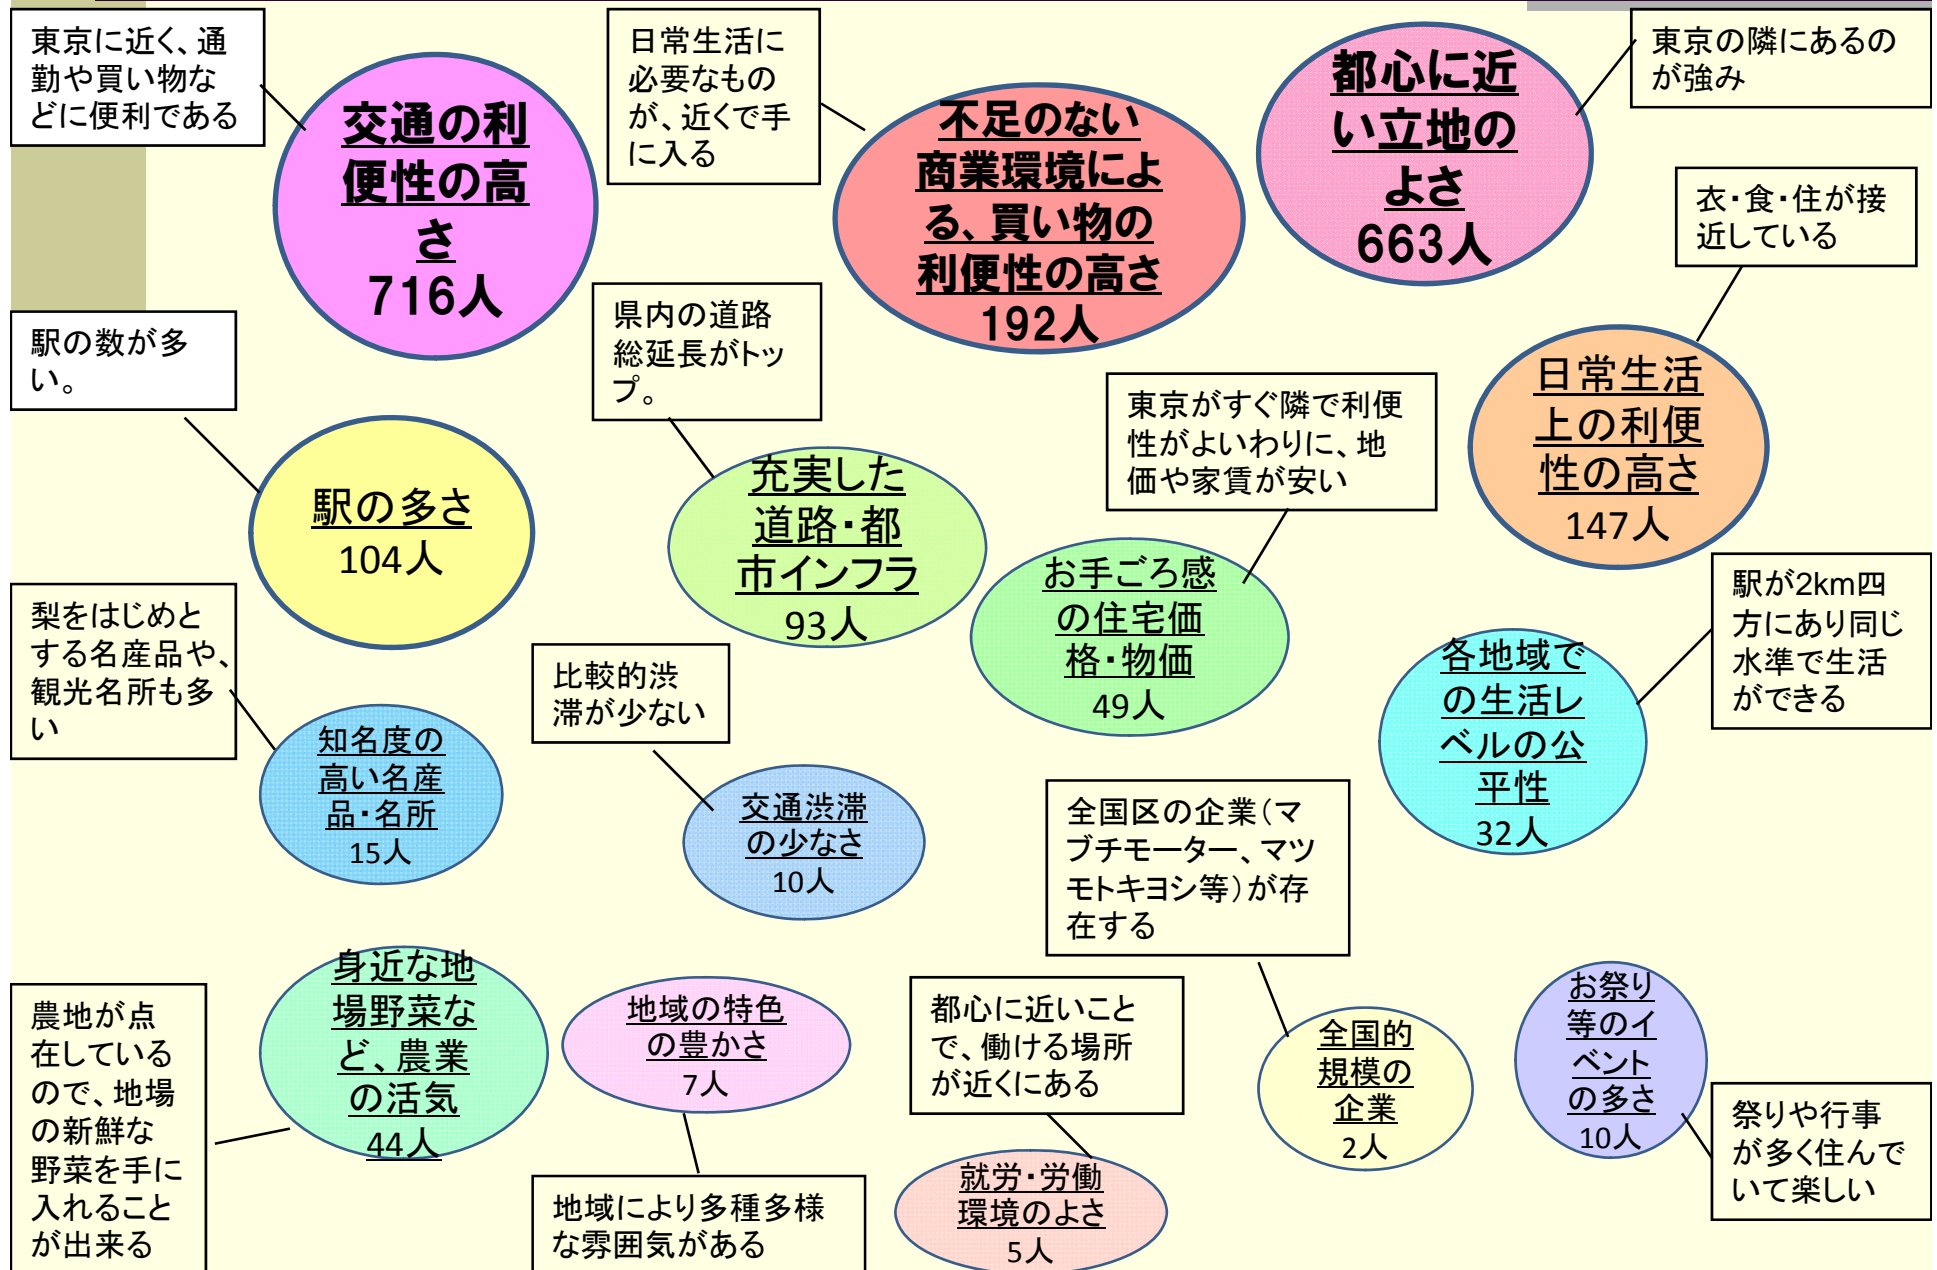 東京に近く、通
勤や買い物な
どに便利である
交通の利
便性の高
さ
716人
日常生活に
必要なもの
が、近くで手
に入る
不足のない
商業環境によ
る、買い物の
利便性の高さ
192人
都心に近
い立地の
よさ
663人
東京の隣にあるの
が強み
衣・食・住が接
近している
日常生活
上の利便
性の高さ
147人
駅の数が多
い。
駅の多さ
104人
県内の道路
総延長がトッ
プ。
充実した
道路・都
市インフラ
93人
東京がすぐ隣で利便
性がよいわりに、地
価や家賃が安い
お手ごろ感
の住宅価
格・物価
49人
駅が2km四
方にあり同じ
水準で生活
ができる
各地域で
の生活レ
ベルの公
平性
32人
梨をはじめと
する名産品や、
観光名所も多
い
知名度の
高い名産
品・名所
15人
比較的渋
滞が少ない
交通渋滞
の少なさ
10人
全国区の企業(マ
ブチモーター、マツ
モトキヨシ等)が存
在する
全国的
規模の
企業
2人
農地が点
在している
ので、地場
の新鮮な
野菜を手に
入れること
が出来る
身近な地
場野菜な
ど、農業
の活気
44人
地域の特色
の豊かさ
7人
地域により多種多様
な雰囲気がある
都心に近いこと
で、働ける場所
が近くにある
就労・労働
環境のよさ
5人
お祭り
等のイ
ベント
の多さ
10人
祭りや行事
が多く住んで
いて楽しい